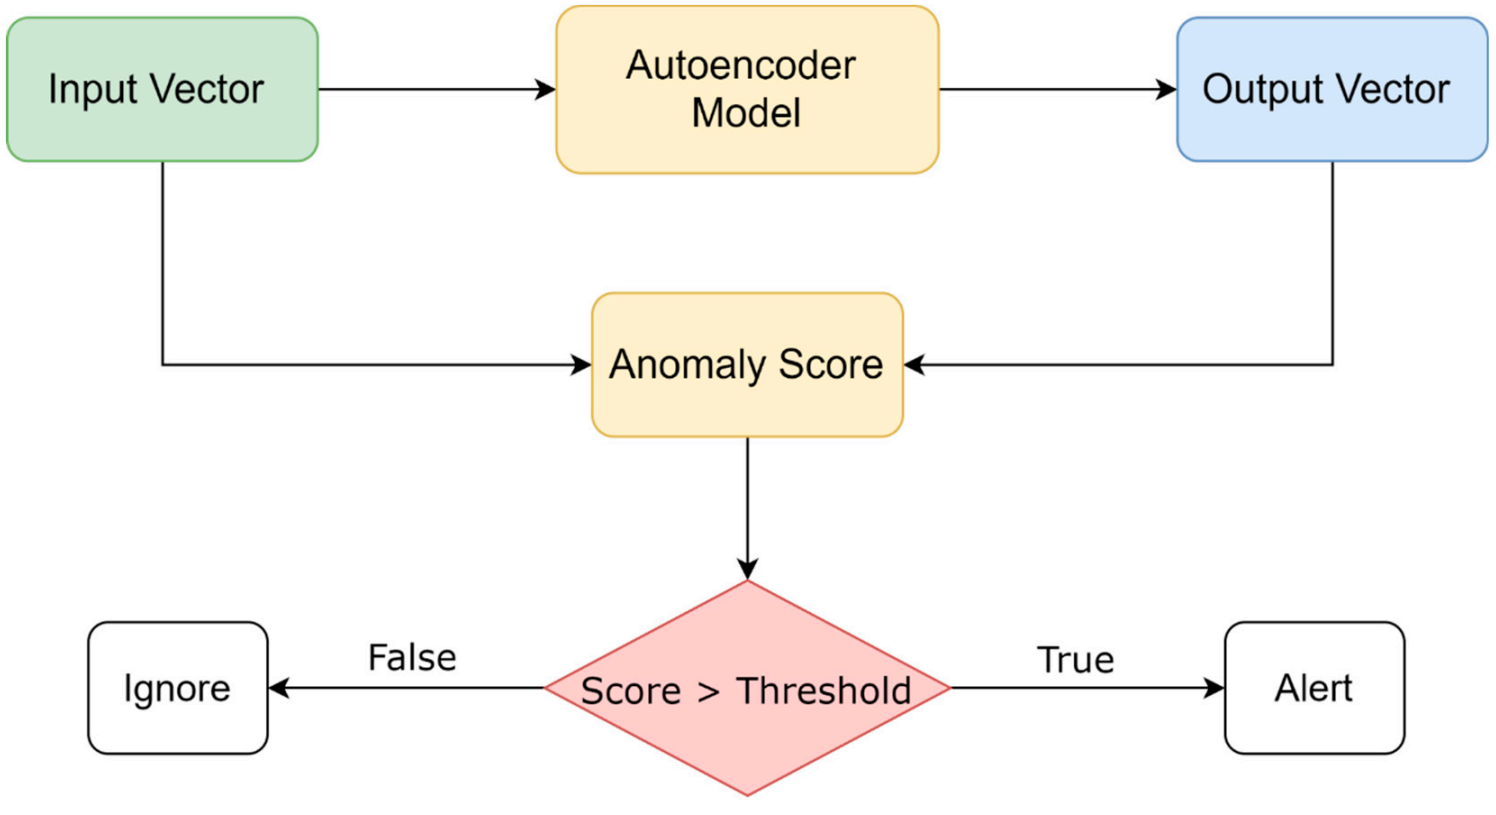 Input Vector
Autoencoder
Model
Output Vector
Anomaly Score
Score > Threshold
False
True
Ignore
Alert